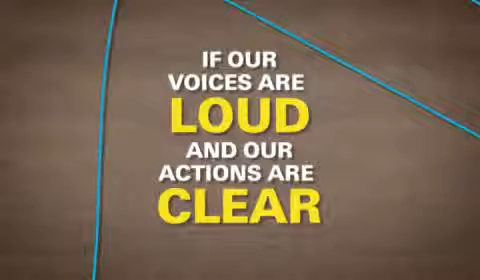 IF OUR
VOICES ARE
LOUD
AND OUR
ACTIONS ARE
CLEAR